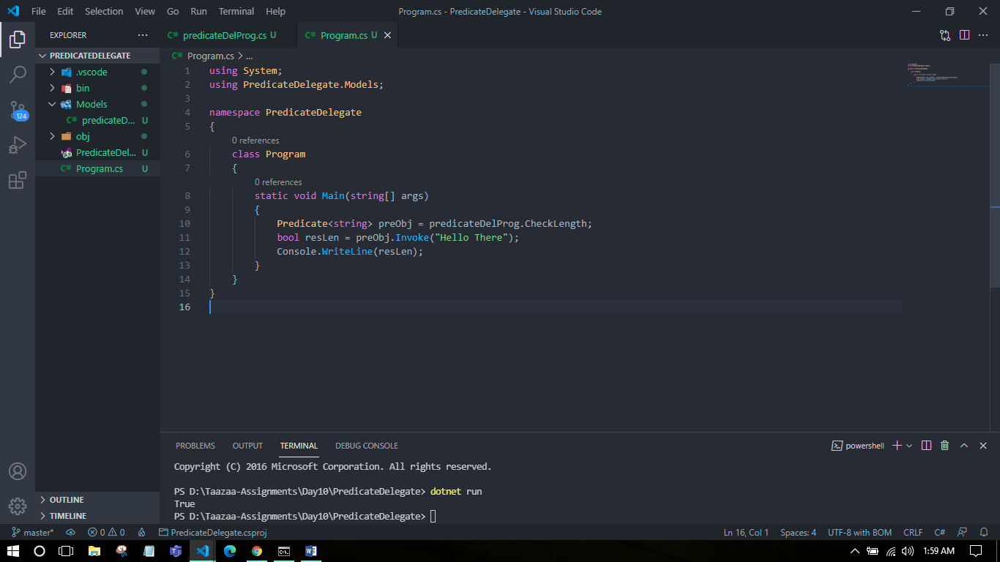 File Edit Selection View Go Run Terminal Help
Program.cs - PredicateDelegate - Visual Studio Code
EXPLORER
PREDICATEDELEGATE
.vscode
bin
Models
predicateD... U
obj
PredicateDel... U
Program.cs U
124
OUTLINE
TIMELINE
predicateDelProg.cs U
Program.cs U
Program.cs > ...
1 using System;
2 using PredicateDelegate.Models;
3
4 namespace PredicateDelegate
5 {
0 references
6 class Program
7 {
0 references
8 static void Main(string[] args)
9 {
10 Predicate<string> preObj = predicateDelProg.CheckLength;
11 bool resLen = preObj.Invoke("Hello There");
12 Console.WriteLine(resLen);
13 }
14 }
15 }
16
PROBLEMS OUTPUT TERMINAL DEBUG CONSOLE
powershell
Copyright (C) 2016 Microsoft Corporation. All rights reserved.
PS D:\Taazaa-Assignments\Day10\PredicateDelegate> dotnet run
True
PS D:\Taazaa-Assignments\Day10\PredicateDelegate>
master* 0 0 PredicateDelegate.csproj
Ln 16, Col 1 Spaces: 4 UTF-8 with BOM CRLF C#
1:59 AM